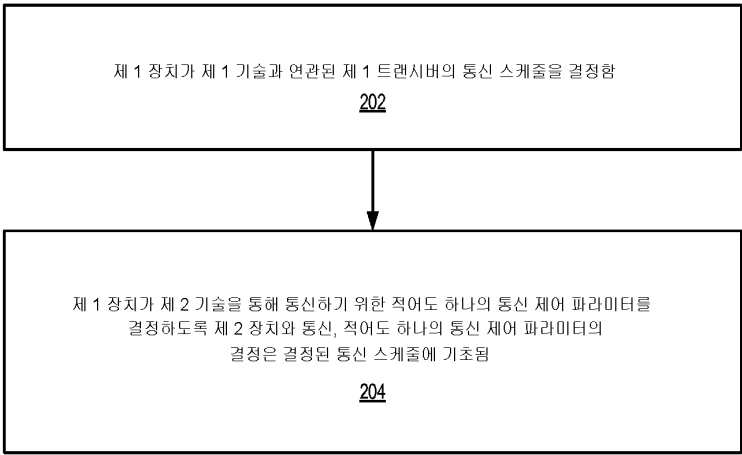 제 1 장치가 제 1 기술과 연관된 제 1 트랜시버의 통신 스케줄을 결정함
202
제 1 장치가 제 2 기술을 통해 통신하기 위한 적어도 하나의 통신 제어 파라미터를
결정하도록 제 2 장치와 통신, 적어도 하나의 통신 제어 파라미터의
결정은 결정된 통신 스케줄에 기초됨
204